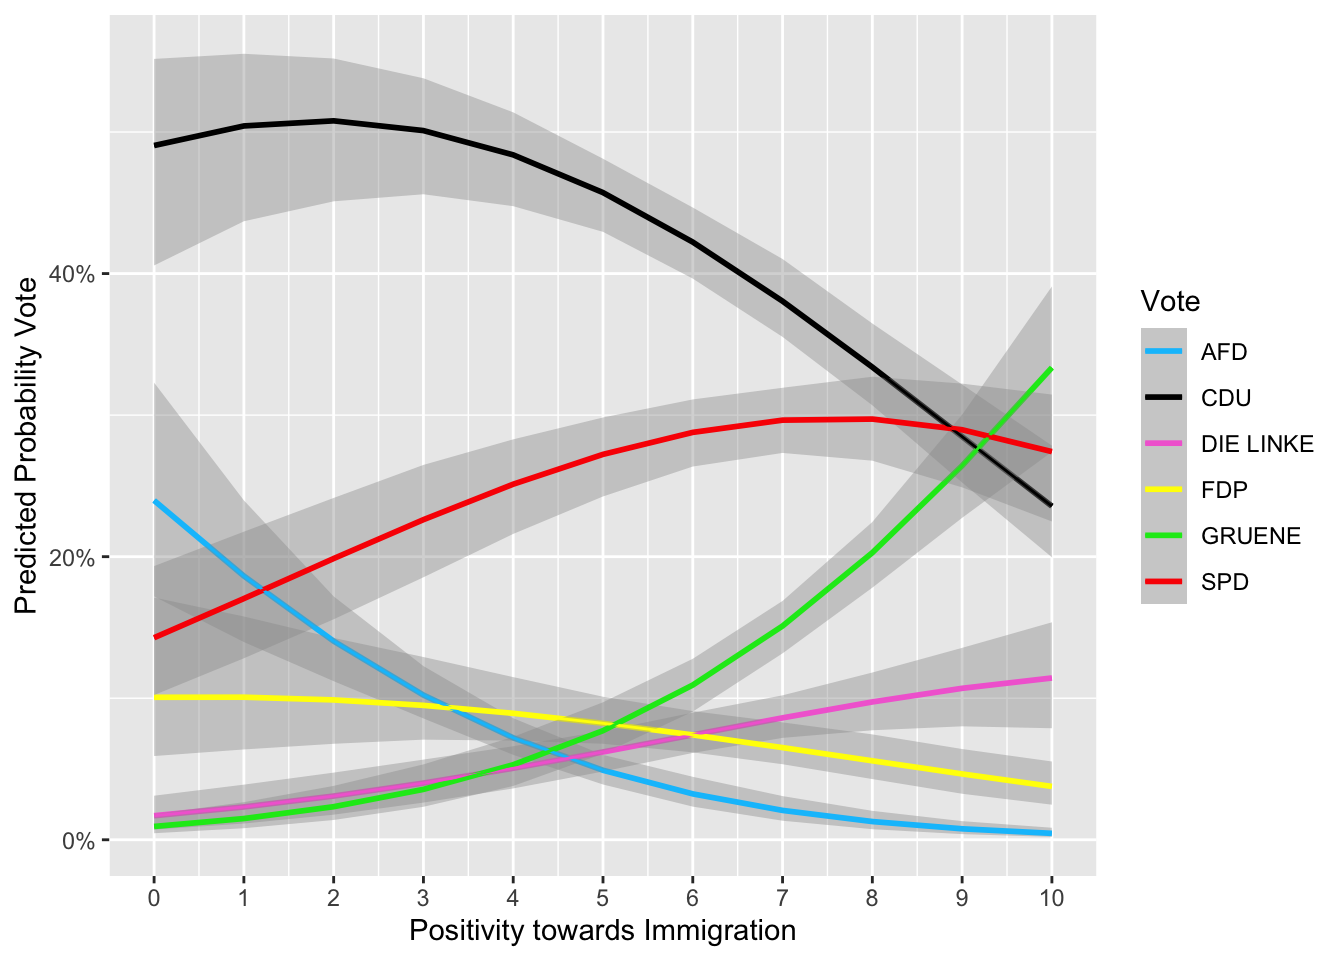 Predicted Probability Vote
40%
20%
0%
0 1 2 3 4 5 6 7 8 9 10
Positivity towards Immigration
Vote
AFD
CDU
DIE LINKE
FDP
GRUENE
SPD